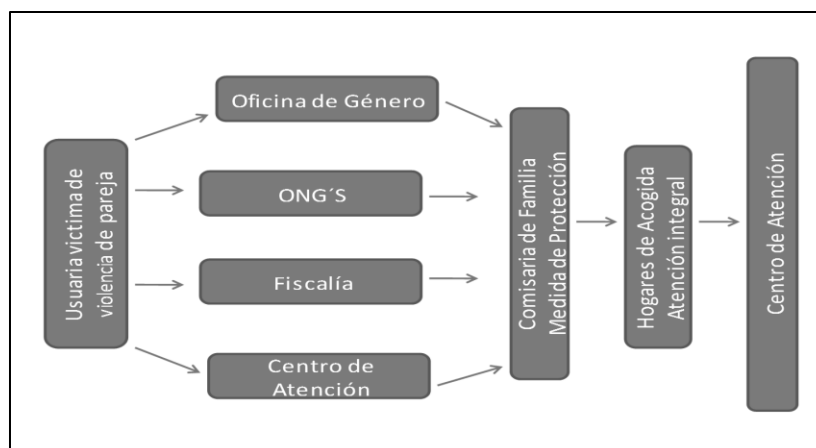 Usuaria victima de
violencia de pareja
Oficina de Género
ONG´S
Fiscalía
Centro de
Atención
Comisaria de Familia
Medida de Protección
Hogares de Acogida
Atención integral
Centro de Atención